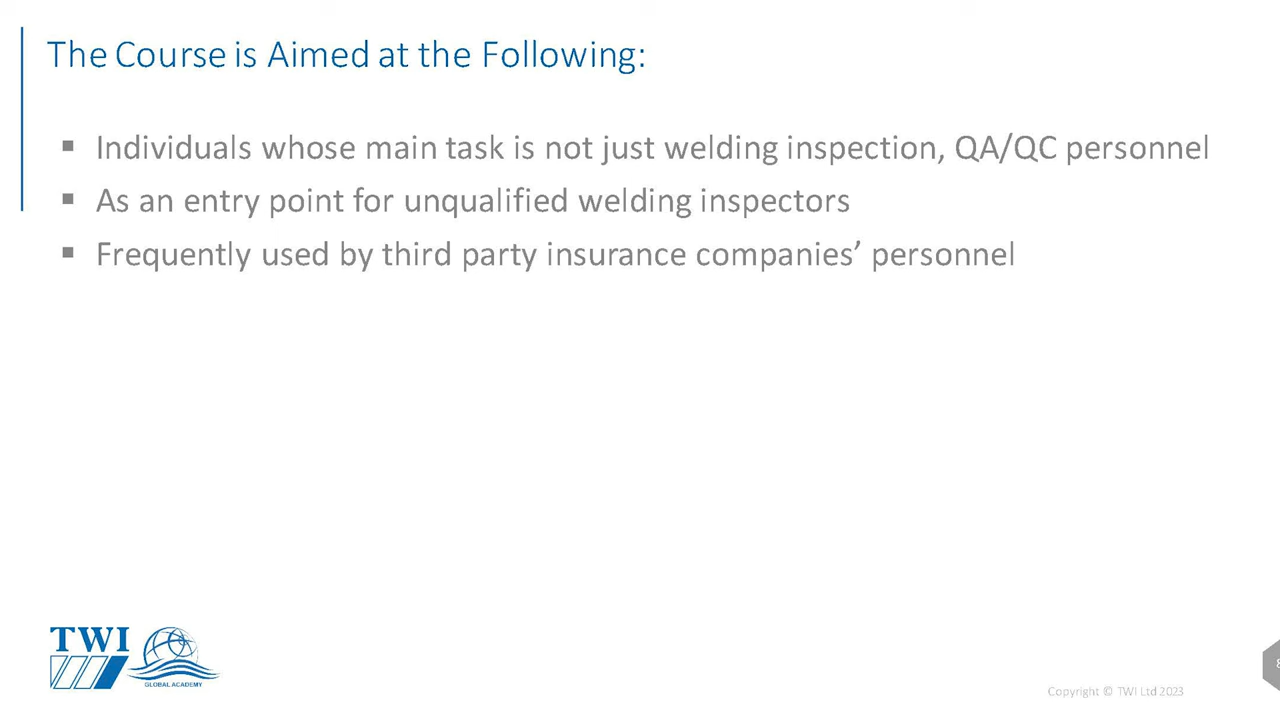 The Course is Aimed at the Following:
▪ Individuals whose main task is not just welding inspection, QA/QC personnel
▪ As an entry point for unqualified welding inspectors
▪ Frequently used by third party insurance companies’ personnel
TWI
GLOBAL ACADEMY
Copyright © TWI Ltd 2023